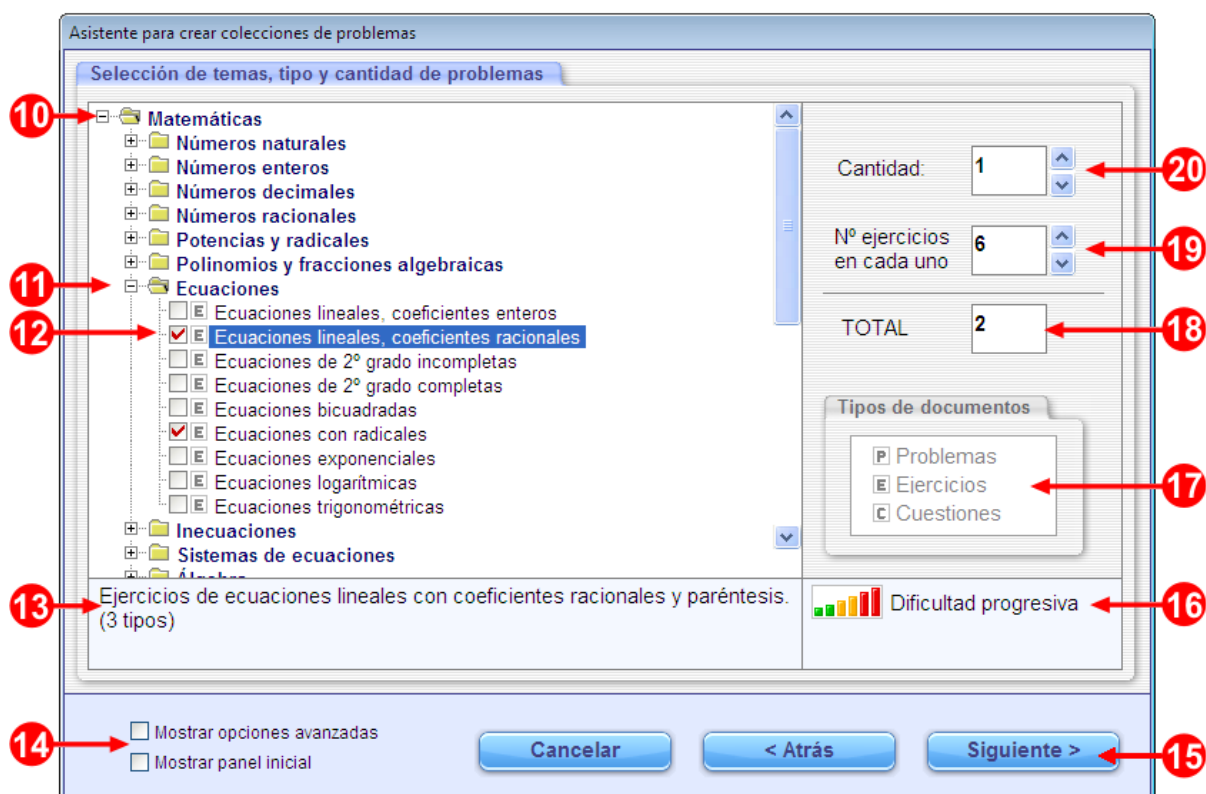 Asistente para crear colecciones de problemas
Selección de temas, tipo y cantidad de problemas
10
Matemáticas
Números naturales
Números enteros
Números decimales
Números racionales
Potencias y radicales
Polinomios y fracciones algebraicas
11
Ecuaciones
E Ecuaciones lineales, coeficientes enteros
12
E Ecuaciones lineales, coeficientes racionales
E Ecuaciones de 2º grado incompletas
E Ecuaciones de 2º grado completas
E Ecuaciones bicuadradas
E Ecuaciones con radicales
E Ecuaciones exponenciales
E Ecuaciones logarítmicas
E Ecuaciones trigonométricas
Inecuaciones
Sistemas de ecuaciones
Álgebra
Cantidad: 1
20
Nº ejercicios
en cada uno 6
19
TOTAL 2
18
Tipos de documentos
P Problemas
E Ejercicios
C Cuestiones
17
13
Ejercicios de ecuaciones lineales con coeficientes racionales y paréntesis.
(3 tipos)
Dificultad progresiva
16
14
Mostrar opciones avanzadas
Mostrar panel inicial
Cancelar
< Atrás
Siguiente >
15